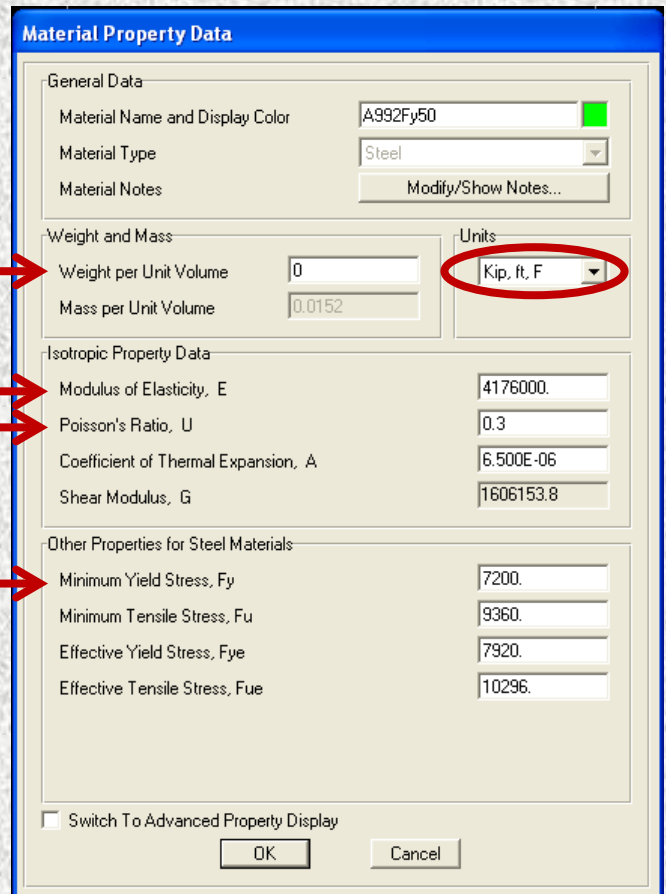 Material Property Data
General Data
Material Name and Display Color A992Fy50
Material Type Steel
Material Notes Modify/Show Notes...
Weight and Mass Units
Weight per Unit Volume 0 Kip, ft, F
Mass per Unit Volume 0.0152
Isotropic Property Data
Modulus of Elasticity, E 4176000.
Poisson's Ratio, U 0.3
Coefficient of Thermal Expansion, A 6.500E-06
Shear Modulus, G 1606153.8
Other Properties for Steel Materials
Minimum Yield Stress, Fy 7200.
Minimum Tensile Stress, Fu 9360.
Effective Yield Stress, Fye 7920.
Effective Tensile Stress, Fue 10296.
Switch To Advanced Property Display
OK Cancel